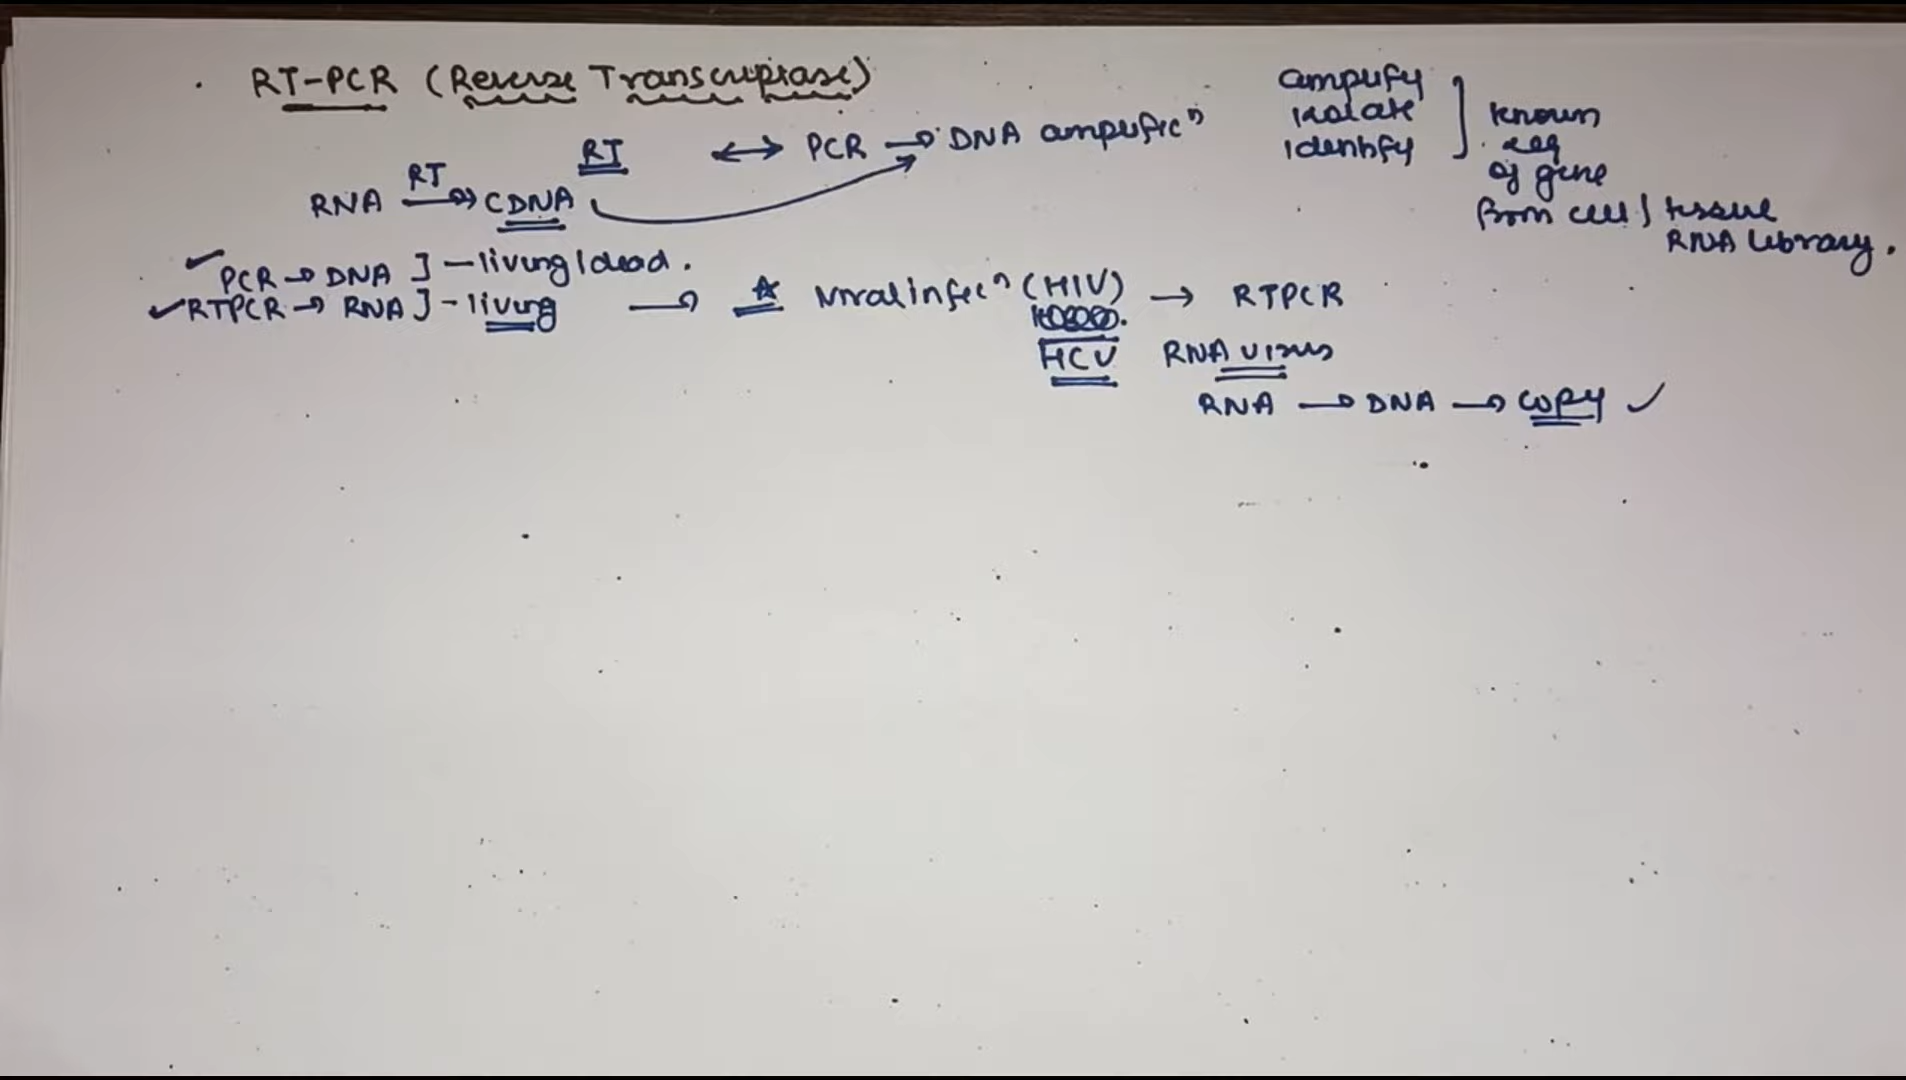 RT-PCR (Reverse Transcriptase)
RT ↔ PCR → DNA amplificⁿ
RNA RT→ CDNA
amplify
isolate
identify
known
seq
of gene
from cell / tissue
RNA library.
✓ PCR → DNA ] - living / dead.
✓ RTPCR → RNA ] - living → ☆ Viral infecⁿ (HIV) → RTPCR
HCV RNA virus
RNA → DNA → copy ✓